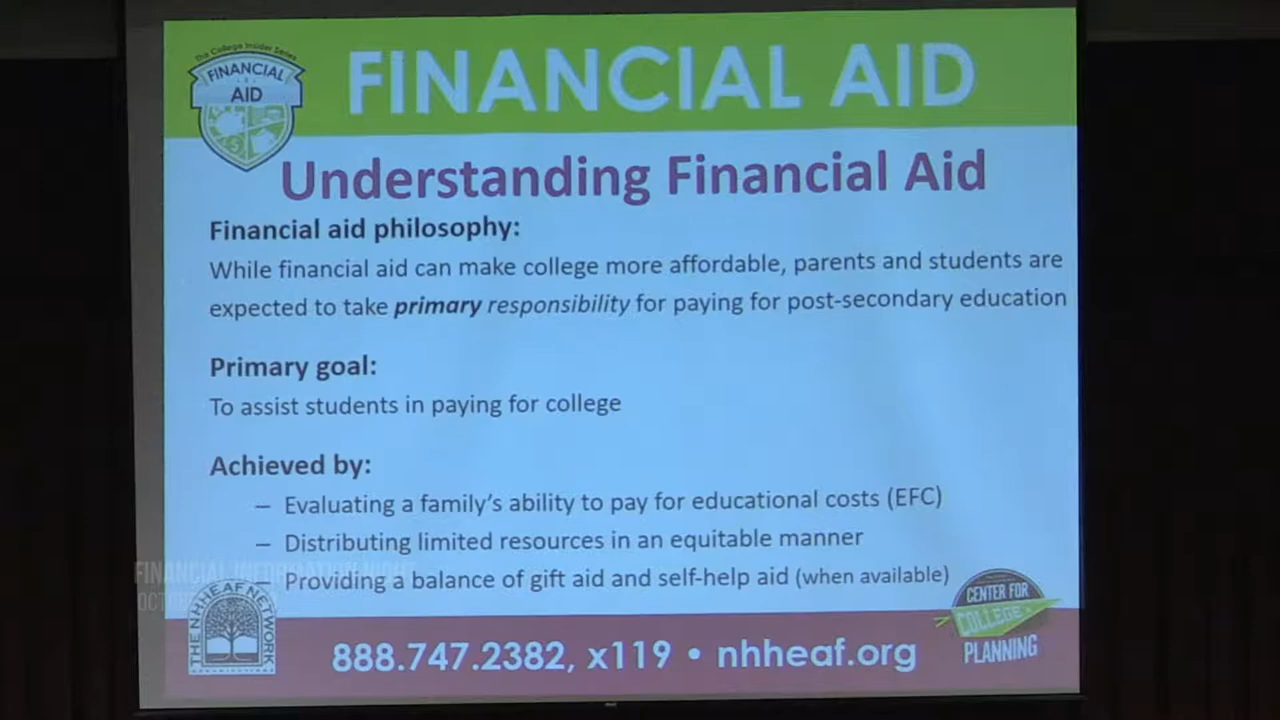 The College Insider Series
FINANCIAL
AID
FINANCIAL AID
Understanding Financial Aid
Financial aid philosophy:
While financial aid can make college more affordable, parents and students are
expected to take primary responsibility for paying for post-secondary education
Primary goal:
To assist students in paying for college
Achieved by:
– Evaluating a family's ability to pay for educational costs (EFC)
– Distributing limited resources in an equitable manner
– Providing a balance of gift aid and self-help aid (when available)
FINANCIAL INFORMATION NIGHT
THE NHHEAF NETWORK
888.747.2382, x119 • nhheaf.org
CENTER FOR
COLLEGE
PLANNING